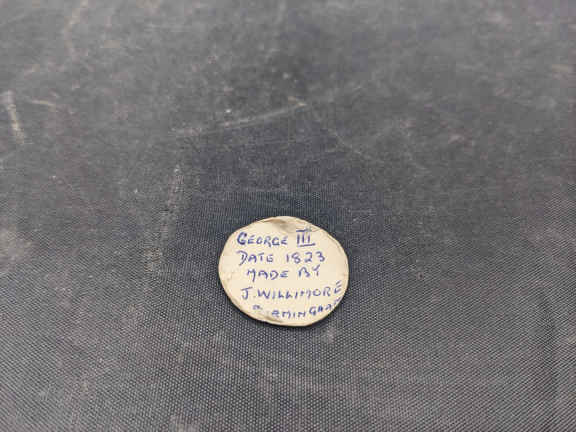 GEORGE III
DATE 1823
MADE BY
J. WILLIMORE